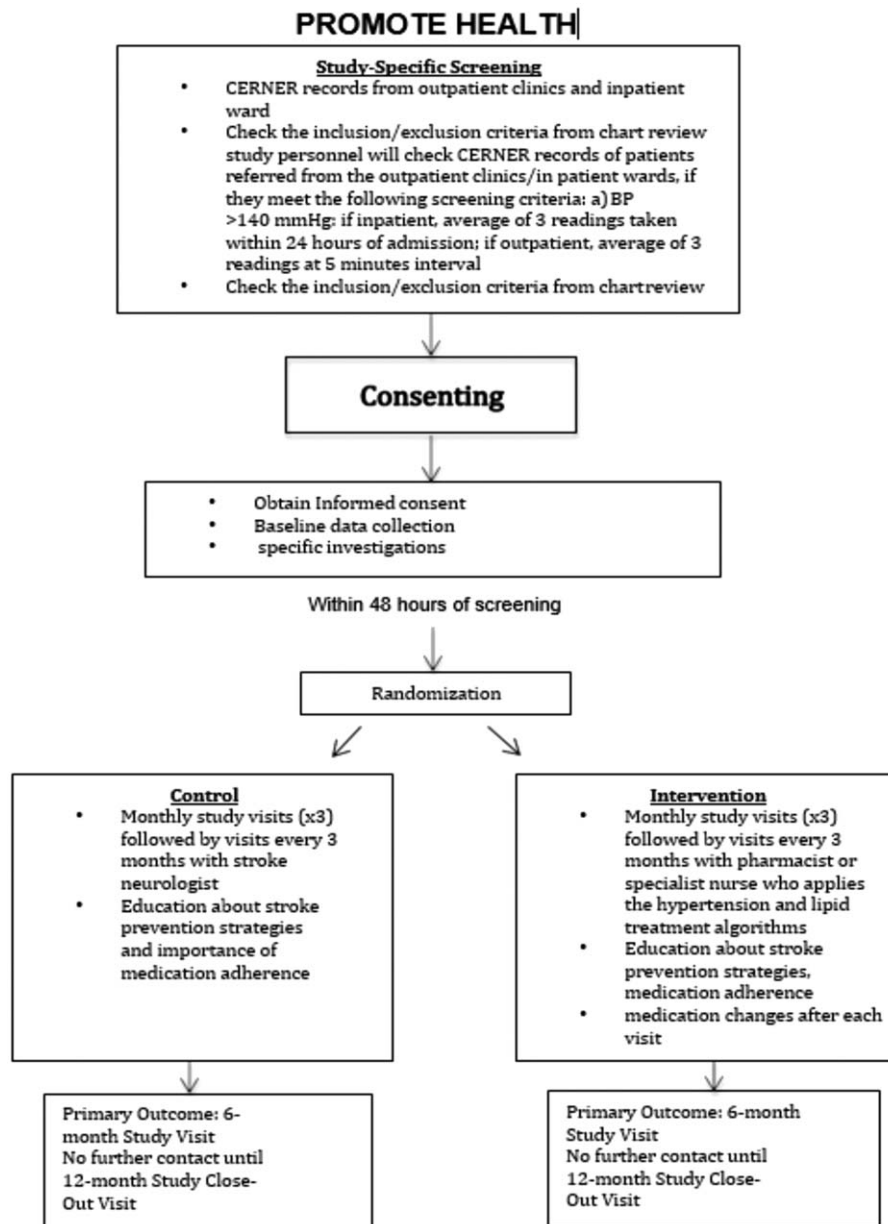 PROMOTE HEALTH
Study-Specific Screening
• CERNER records from outpatient clinics and inpatient
ward
• Check the inclusion/exclusion criteria from chart review
study personnel will check CERNER records of patients
referred from the outpatient clinics/in patient wards, if
they meet the following screening criteria: a) BP
>140 mmHg: if inpatient, average of 3 readings taken
within 24 hours of admission; if outpatient, average of 3
readings at 5 minutes interval
• Check the inclusion/exclusion criteria from chartreview
Consenting
• Obtain Informed consent
• Baseline data collection
• specific investigations
Within 48 hours of screening
Randomization
Control
• Monthly study visits (x3)
followed by visits every 3
months with stroke
neurologist
• Education about stroke
prevention strategies
and importance of
medication adherence
Intervention
• Monthly study visits (x3)
followed by visits every 3
months with pharmacist or
specialist nurse who applies
the hypertension and lipid
treatment algorithms
• Education about stroke
prevention strategies,
medication adherence
• medication changes after each
visit
Primary Outcome: 6-
month Study Visit
No further contact until
12-month Study Close-
Out Visit
Primary Outcome: 6-month
Study Visit
No further contact until
12-month Study Close-
Out Visit